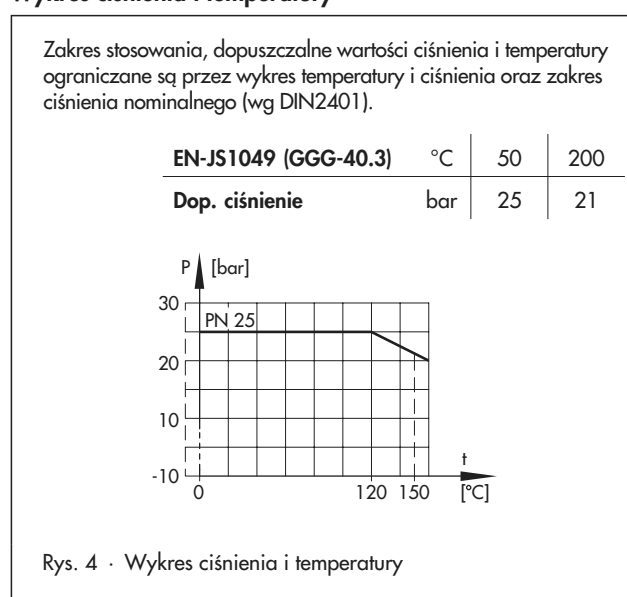 Zakres stosowania, dopuszczalne wartości ciśnienia i temperatury
ograniczane są przez wykres temperatury i ciśnienia oraz zakres
ciśnienia nominalnego (wg DIN2401).
EN-JS1049 (GGG-40.3) °C 50 200
Dop. ciśnienie bar 25 21
P [bar]
30
PN 25
20
10
-10
0 120 150
t
[°C]
Rys. 4 · Wykres ciśnienia i temperatury